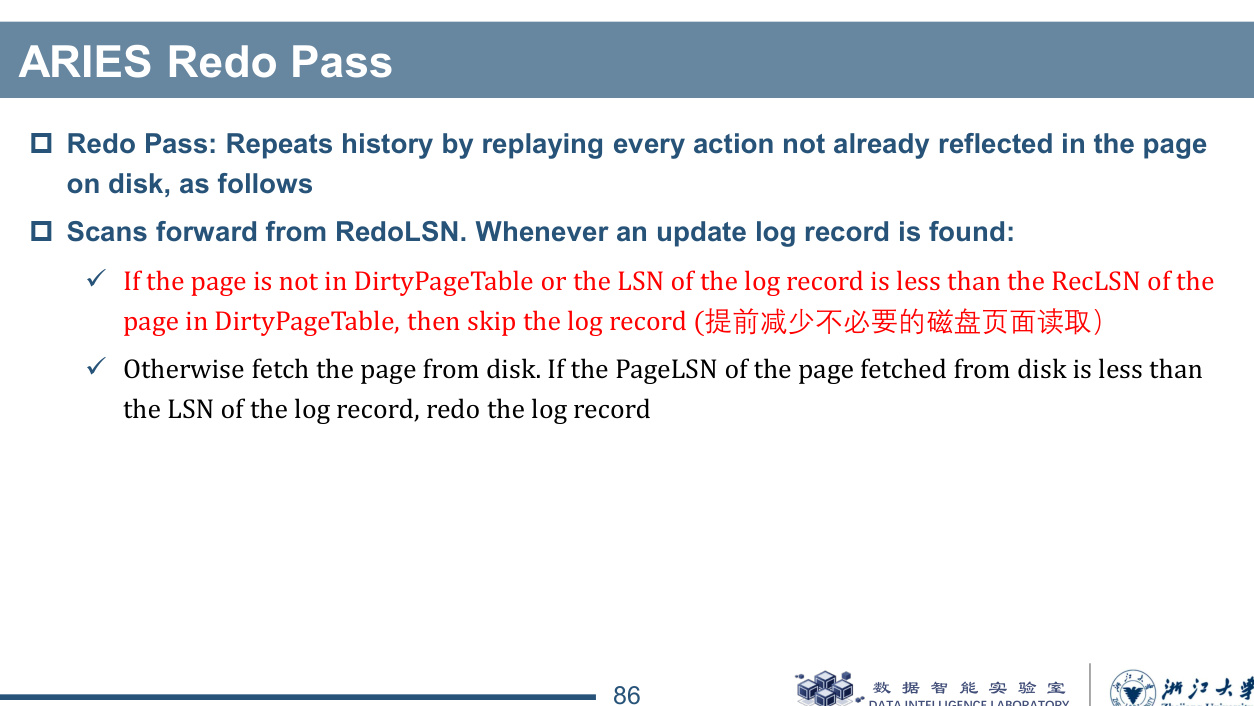 ARIES Redo Pass
Redo Pass: Repeats history by replaying every action not already reflected in the page
on disk, as follows
Scans forward from RedoLSN. Whenever an update log record is found:
If the page is not in DirtyPageTable or the LSN of the log record is less than the RecLSN of the
page in DirtyPageTable, then skip the log record (提前减少不必要的磁盘页面读取）
Otherwise fetch the page from disk. If the PageLSN of the page fetched from disk is less than
the LSN of the log record, redo the log record
86
数据智能实验室
DATA INTELLIGENCE LABORATORY
浙江大学